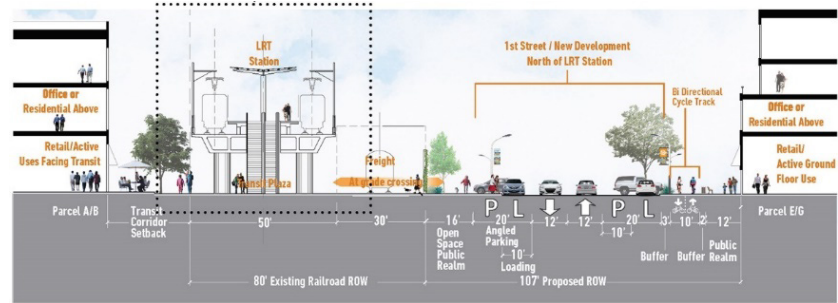 LRT
Station
1st Street / New Development
North of LRT Station
Bi Directional
Cycle Track
Office or
Residential Above
Office or
Residential Above
Retail/Active
Uses Facing Transit
Retail/
Active Ground
Floor Use
Freight
Transit Plaza
At grade crossing
P L
P L
Parcel A/B
Transit
Corridor
Setback
50'
30'
16'
20'
12'
12'
20'
3'
10'
2'
12'
Parcel E/G
Open
Space
Public
Realm
Angled
Parking
10'
Loading
10'
Buffer
Buffer
Public
Realm
80' Existing Railroad ROW
107' Proposed ROW